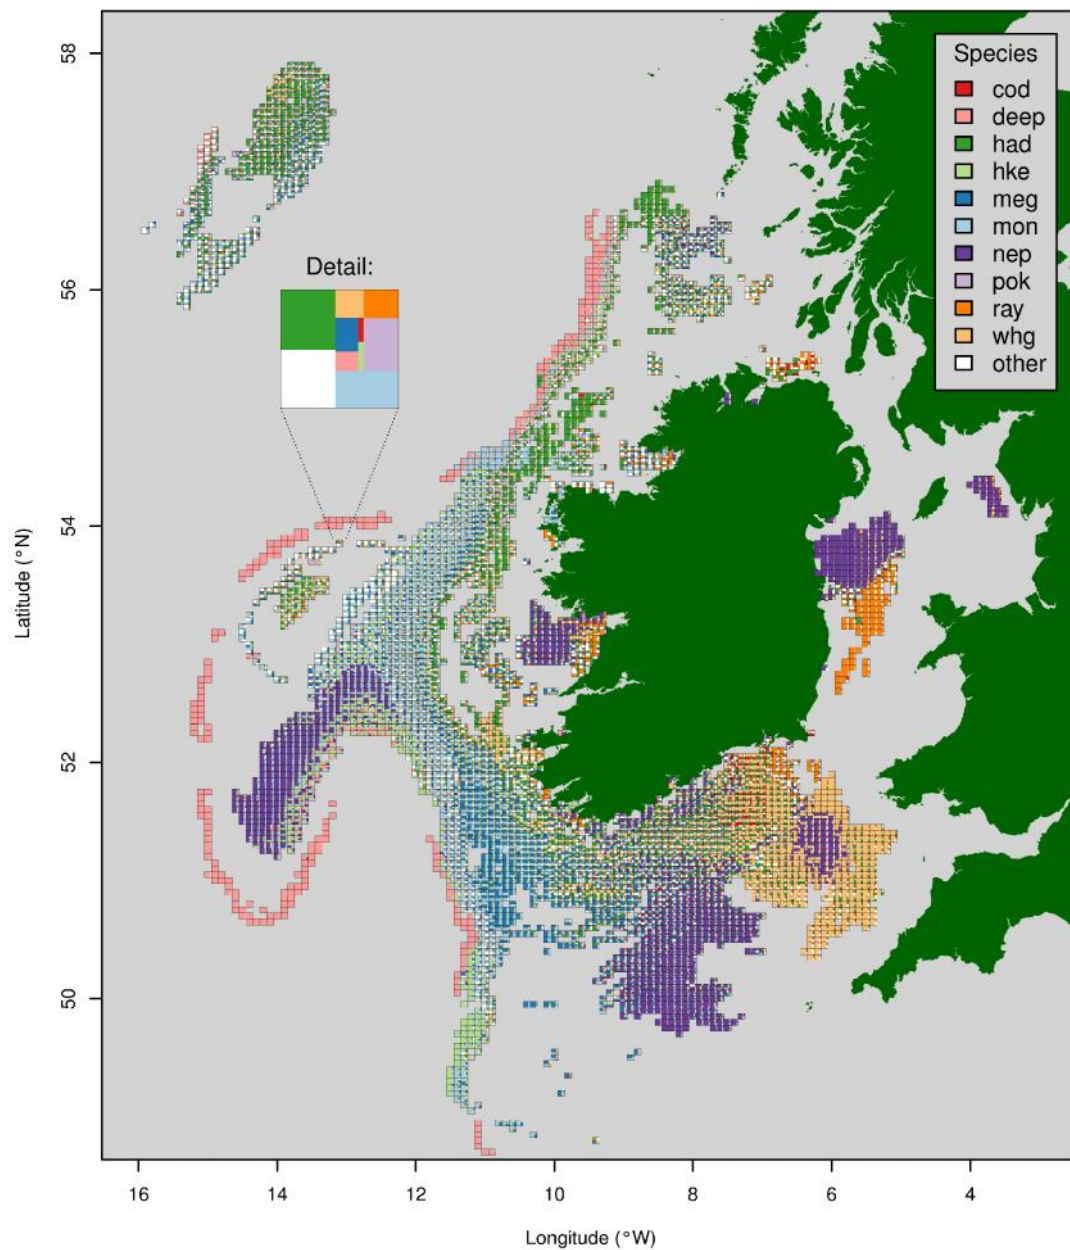 Species
cod
deep
had
hke
meg
mon
nep
pok
ray
whg
other
Detail:
58
56
54
52
50
Latitude (°N)
16 14 12 10 8 6 4
Longitude (°W)